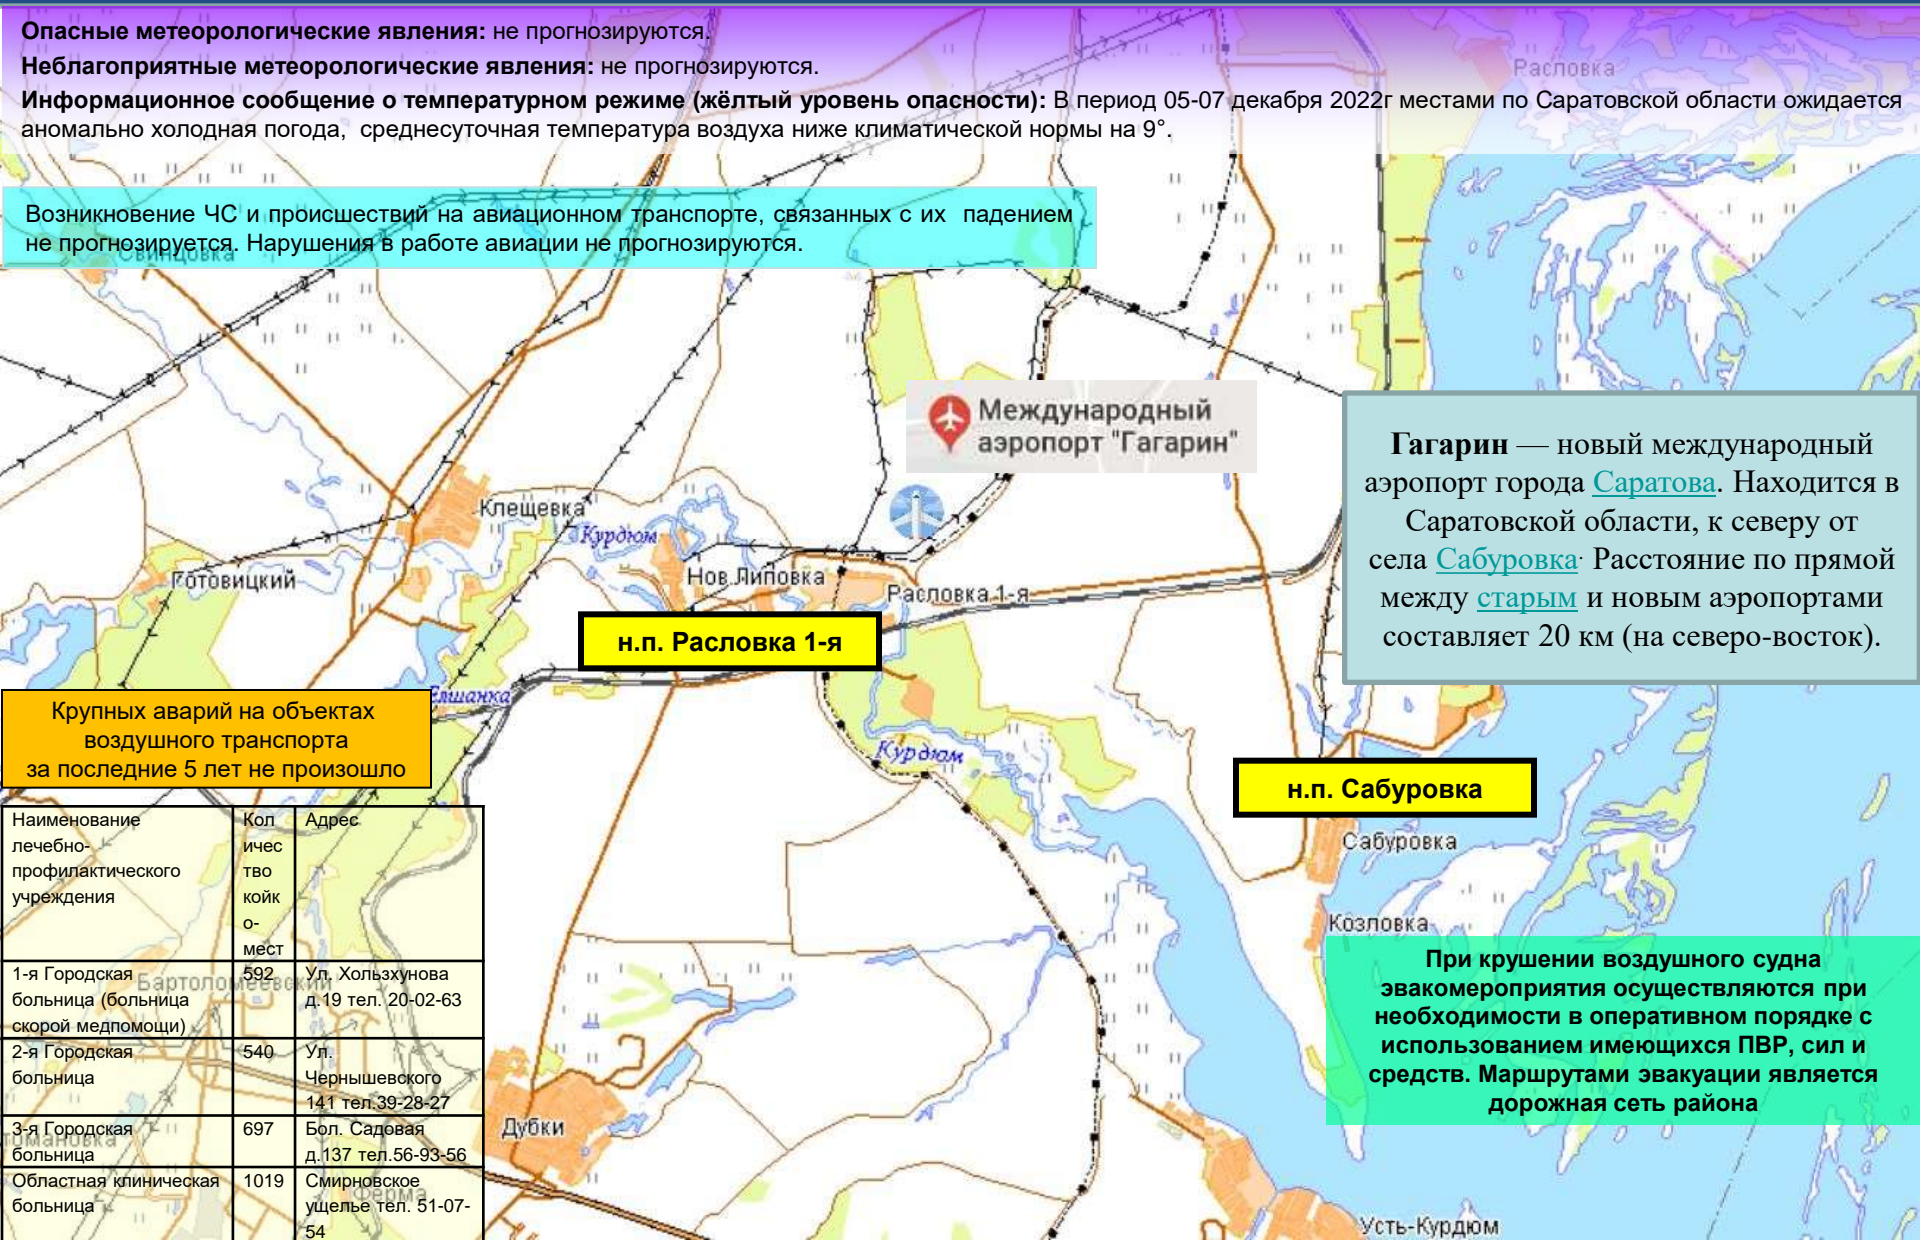 Опасные метеорологические явления: не прогнозируются.
Неблагоприятные метеорологические явления: не прогнозируются.
Информационное сообщение о температурном режиме (жёлтый уровень опасности): В период 05-07 декабря 2022г местами по Саратовской области ожидается
аномально холодная погода, среднесуточная температура воздуха ниже климатической нормы на 9°.
Расловка
Возникновение ЧС и происшествий на авиационном транспорте, связанных с их падением
не прогнозируется. Нарушения в работе авиации не прогнозируются.
Свинцовка
Международный
аэропорт "Гагарин"
Гагарин — новый международный
аэропорт города Саратова. Находится в
Саратовской области, к северу от
села Сабуровка· Расстояние по прямой
между старым и новым аэропортами
составляет 20 км (на северо-восток).
Клещевка
Курдюм
Готовицкий
Нов.Липовка
Расловка 1-я
н.п. Расловка 1-я
Елшанка
Крупных аварий на объектах
воздушного транспорта
за последние 5 лет не произошло
Курдюм
н.п. Сабуровка
Сабуровка
Козловка
Наименование
лечебно-
профилактического
учреждения
Кол
ичес
тво
койк
о-
мест
Адрес
1-я Городская
больница (больница
скорой медпомощи)
592
Ул. Хользхунова
д.19 тел. 20-02-63
2-я Городская
больница
540
Ул.
Чернышевского
141 тел.39-28-27
3-я Городская
больница
697
Бол. Садовая
д.137 тел.56-93-56
Областная клиническая
больница
1019
Смирновское
ущелье тел. 51-07-
54
Бартоломеевский
Ферма
Дубки
При крушении воздушного судна
эвакомероприятия осуществляются при
необходимости в оперативном порядке с
использованием имеющихся ПВР, сил и
средств. Маршрутами эвакуации является
дорожная сеть района
Усть-Курдюм